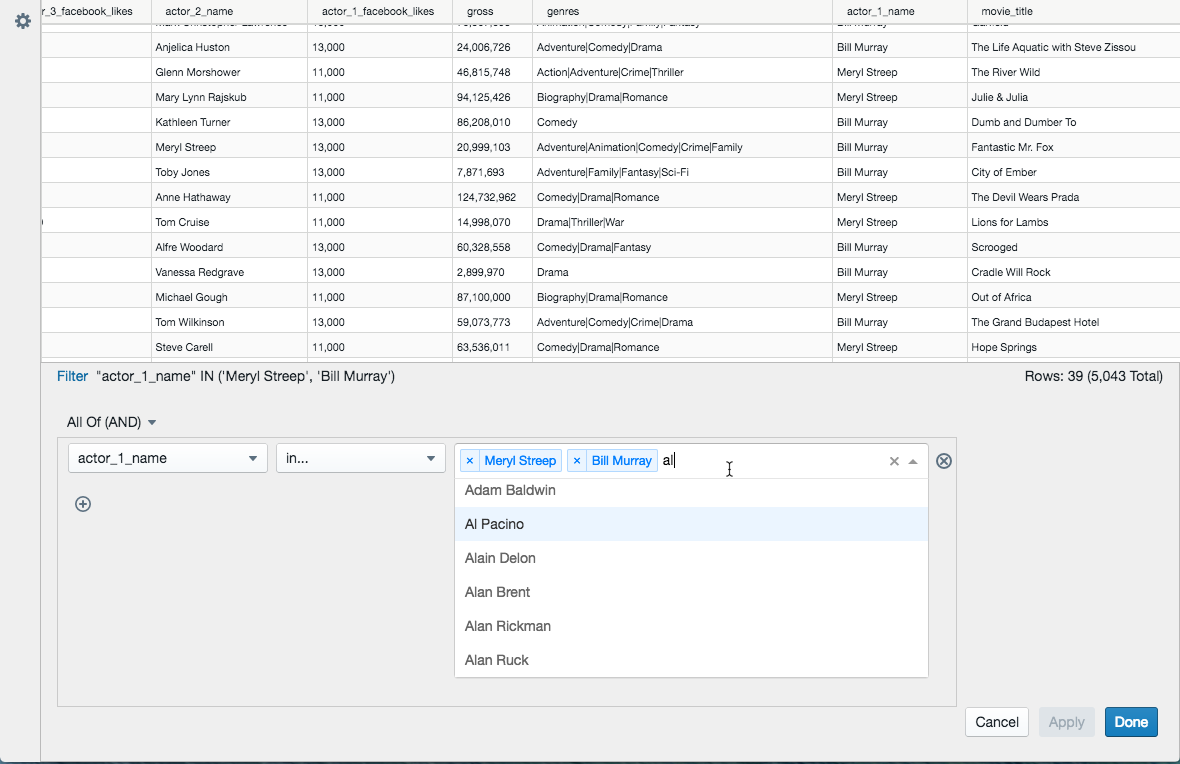 r_3_facebook_likes actor_2_name actor_1_facebook_likes gross genres actor_1_name movie_title
Anjelica Huston 13,000 24,006,726 Adventure|Comedy|Drama Bill Murray The Life Aquatic with Steve Zissou
Glenn Morshower 11,000 46,815,748 Action|Adventure|Crime|Thriller Meryl Streep The River Wild
Mary Lynn Rajskub 11,000 94,125,426 Biography|Drama|Romance Meryl Streep Julie & Julia
Kathleen Turner 13,000 86,208,010 Comedy Bill Murray Dumb and Dumber To
Meryl Streep 13,000 20,999,103 Adventure|Animation|Comedy|Crime|Family Bill Murray Fantastic Mr. Fox
Toby Jones 13,000 7,871,693 Adventure|Family|Fantasy|Sci-Fi Bill Murray City of Ember
Anne Hathaway 11,000 124,732,962 Comedy|Drama|Romance Meryl Streep The Devil Wears Prada
Tom Cruise 11,000 14,998,070 Drama|Thriller|War Meryl Streep Lions for Lambs
Alfre Woodard 13,000 60,328,558 Comedy|Drama|Fantasy Bill Murray Scrooged
Vanessa Redgrave 13,000 2,899,970 Drama Bill Murray Cradle Will Rock
Michael Gough 11,000 87,100,000 Biography|Drama|Romance Meryl Streep Out of Africa
Tom Wilkinson 13,000 59,073,773 Adventure|Comedy|Crime|Drama Bill Murray The Grand Budapest Hotel
Steve Carell 11,000 63,536,011 Comedy|Drama|Romance Meryl Streep Hope Springs
Filter "actor_1_name" IN ('Meryl Streep', 'Bill Murray') Rows: 39 (5,043 Total)
All Of (AND)
actor_1_name in... × Meryl Streep × Bill Murray al
Adam Baldwin
Al Pacino
Alain Delon
Alan Brent
Alan Rickman
Alan Ruck
Cancel Apply Done